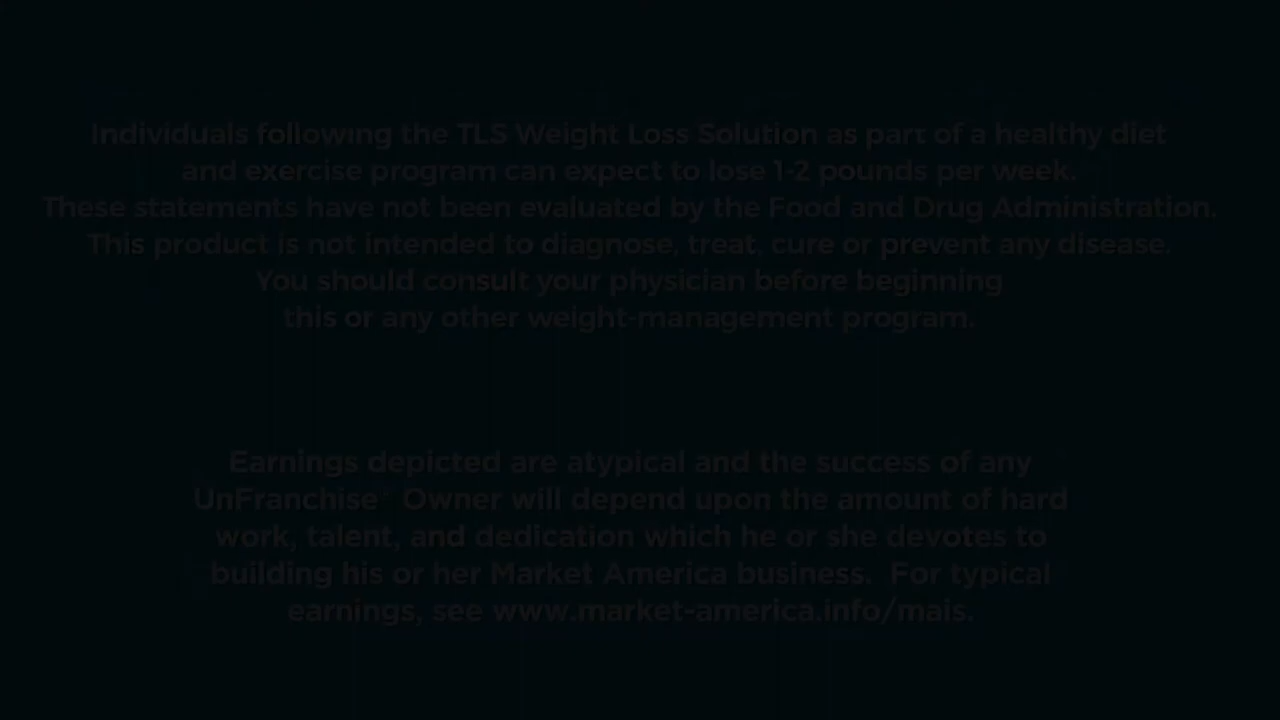 Individuals following the TLS Weight Loss Solution as part of a healthy diet
and exercise program can expect to lose 1-2 pounds per week.
These statements have not been evaluated by the Food and Drug Administration.
This product is not intended to diagnose, treat, cure or prevent any disease.
You should consult your physician before beginning
this or any other weight-management program.
Earnings depicted are atypical and the success of any
UnFranchise® Owner will depend upon the amount of hard
work, talent, and dedication which he or she devotes to
building his or her Market America business. For typical
earnings, see www.market-america.info/mais.